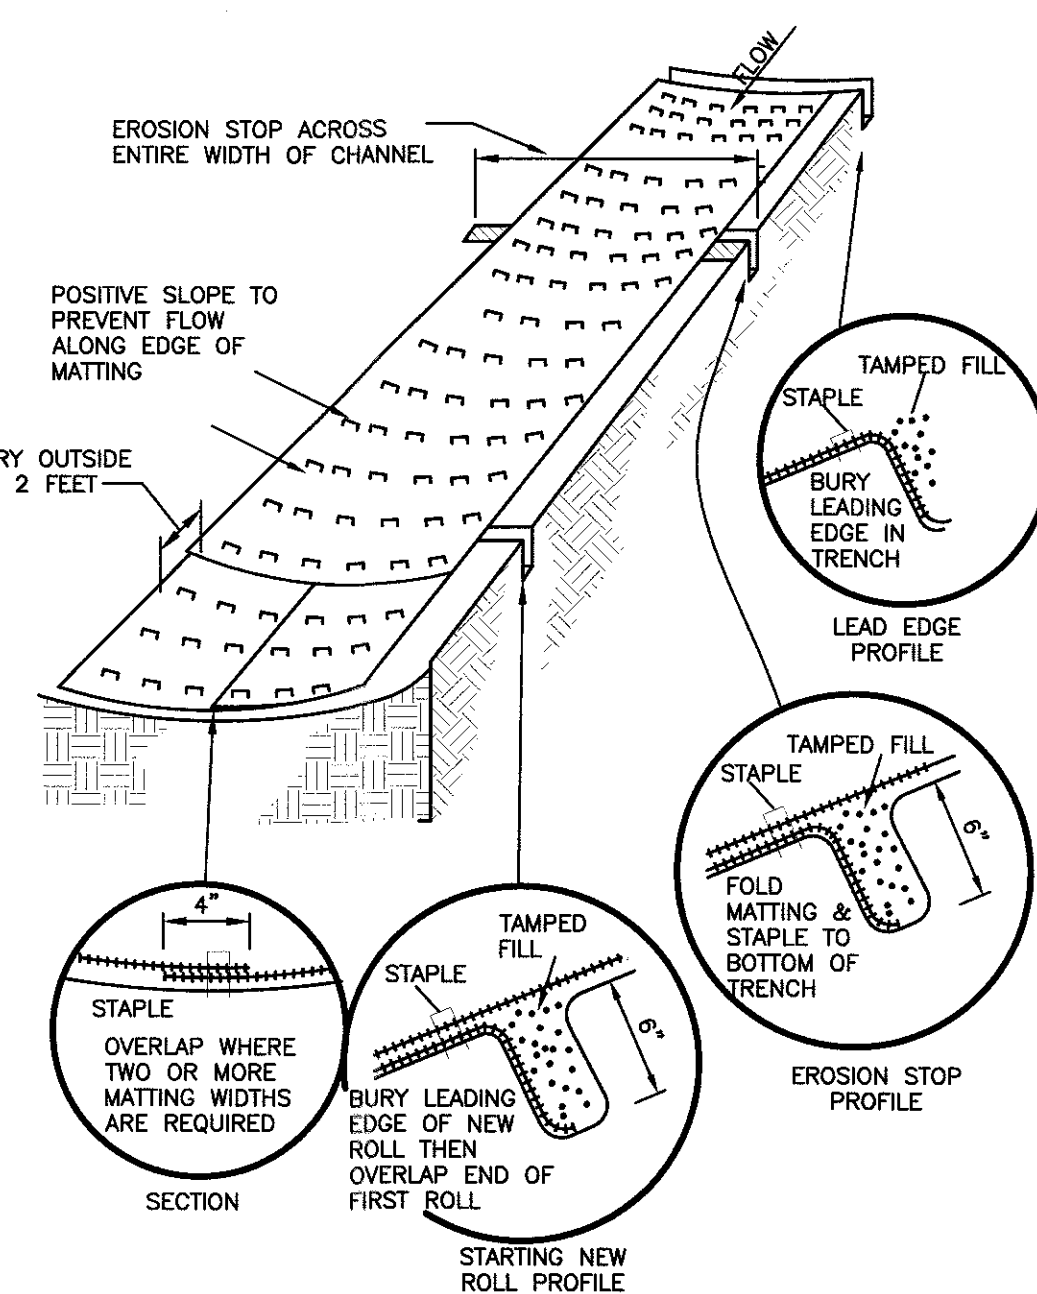 FLOW
EROSION STOP ACROSS
ENTIRE WIDTH OF CHANNEL
POSITIVE SLOPE TO
PREVENT FLOW
ALONG EDGE OF
MATTING
OUTSIDE
2 FEET
TAMPED FILL
STAPLE
BURY
LEADING
EDGE IN
TRENCH
LEAD EDGE
PROFILE
TAMPED FILL
STAPLE
6"
FOLD
MATTING &
STAPLE TO
BOTTOM OF
TRENCH
EROSION STOP
PROFILE
4"
STAPLE
OVERLAP WHERE
TWO OR MORE
MATTING WIDTHS
ARE REQUIRED
SECTION
TAMPED
FILL
STAPLE
6"
BURY LEADING
EDGE OF NEW
ROLL THEN
OVERLAP END OF
FIRST ROLL
STARTING NEW
ROLL PROFILE